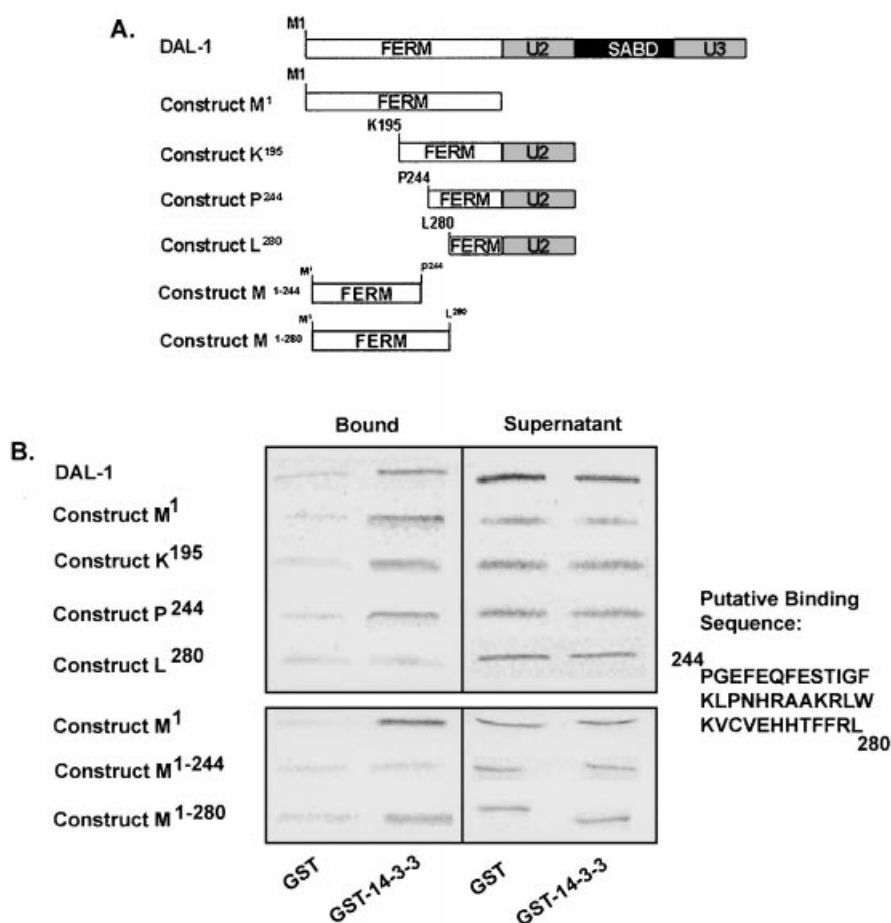 A.
M1
DAL-1 FERM U2 SABD U3
M1
Construct M¹ FERM
K195
Construct K¹⁹⁵ FERM U2
P244
Construct P²⁴⁴ FERM U2
L280
Construct L²⁸⁰ FERM U2
M¹ P²⁴⁴
Construct M ¹⁻²⁴⁴ FERM
M¹ L²⁸⁰
Construct M ¹⁻²⁸⁰ FERM
Bound Supernatant
B.
DAL-1
Construct M¹
Construct K¹⁹⁵
Construct P²⁴⁴
Construct L²⁸⁰
Putative Binding
Sequence:
244
PGEFEQFESTIGF
KLPNHRAAKRLW
KVCVEHHTFFRL
280
Construct M¹
Construct M¹⁻²⁴⁴
Construct M¹⁻²⁸⁰
GST GST-14-3-3 GST GST-14-3-3